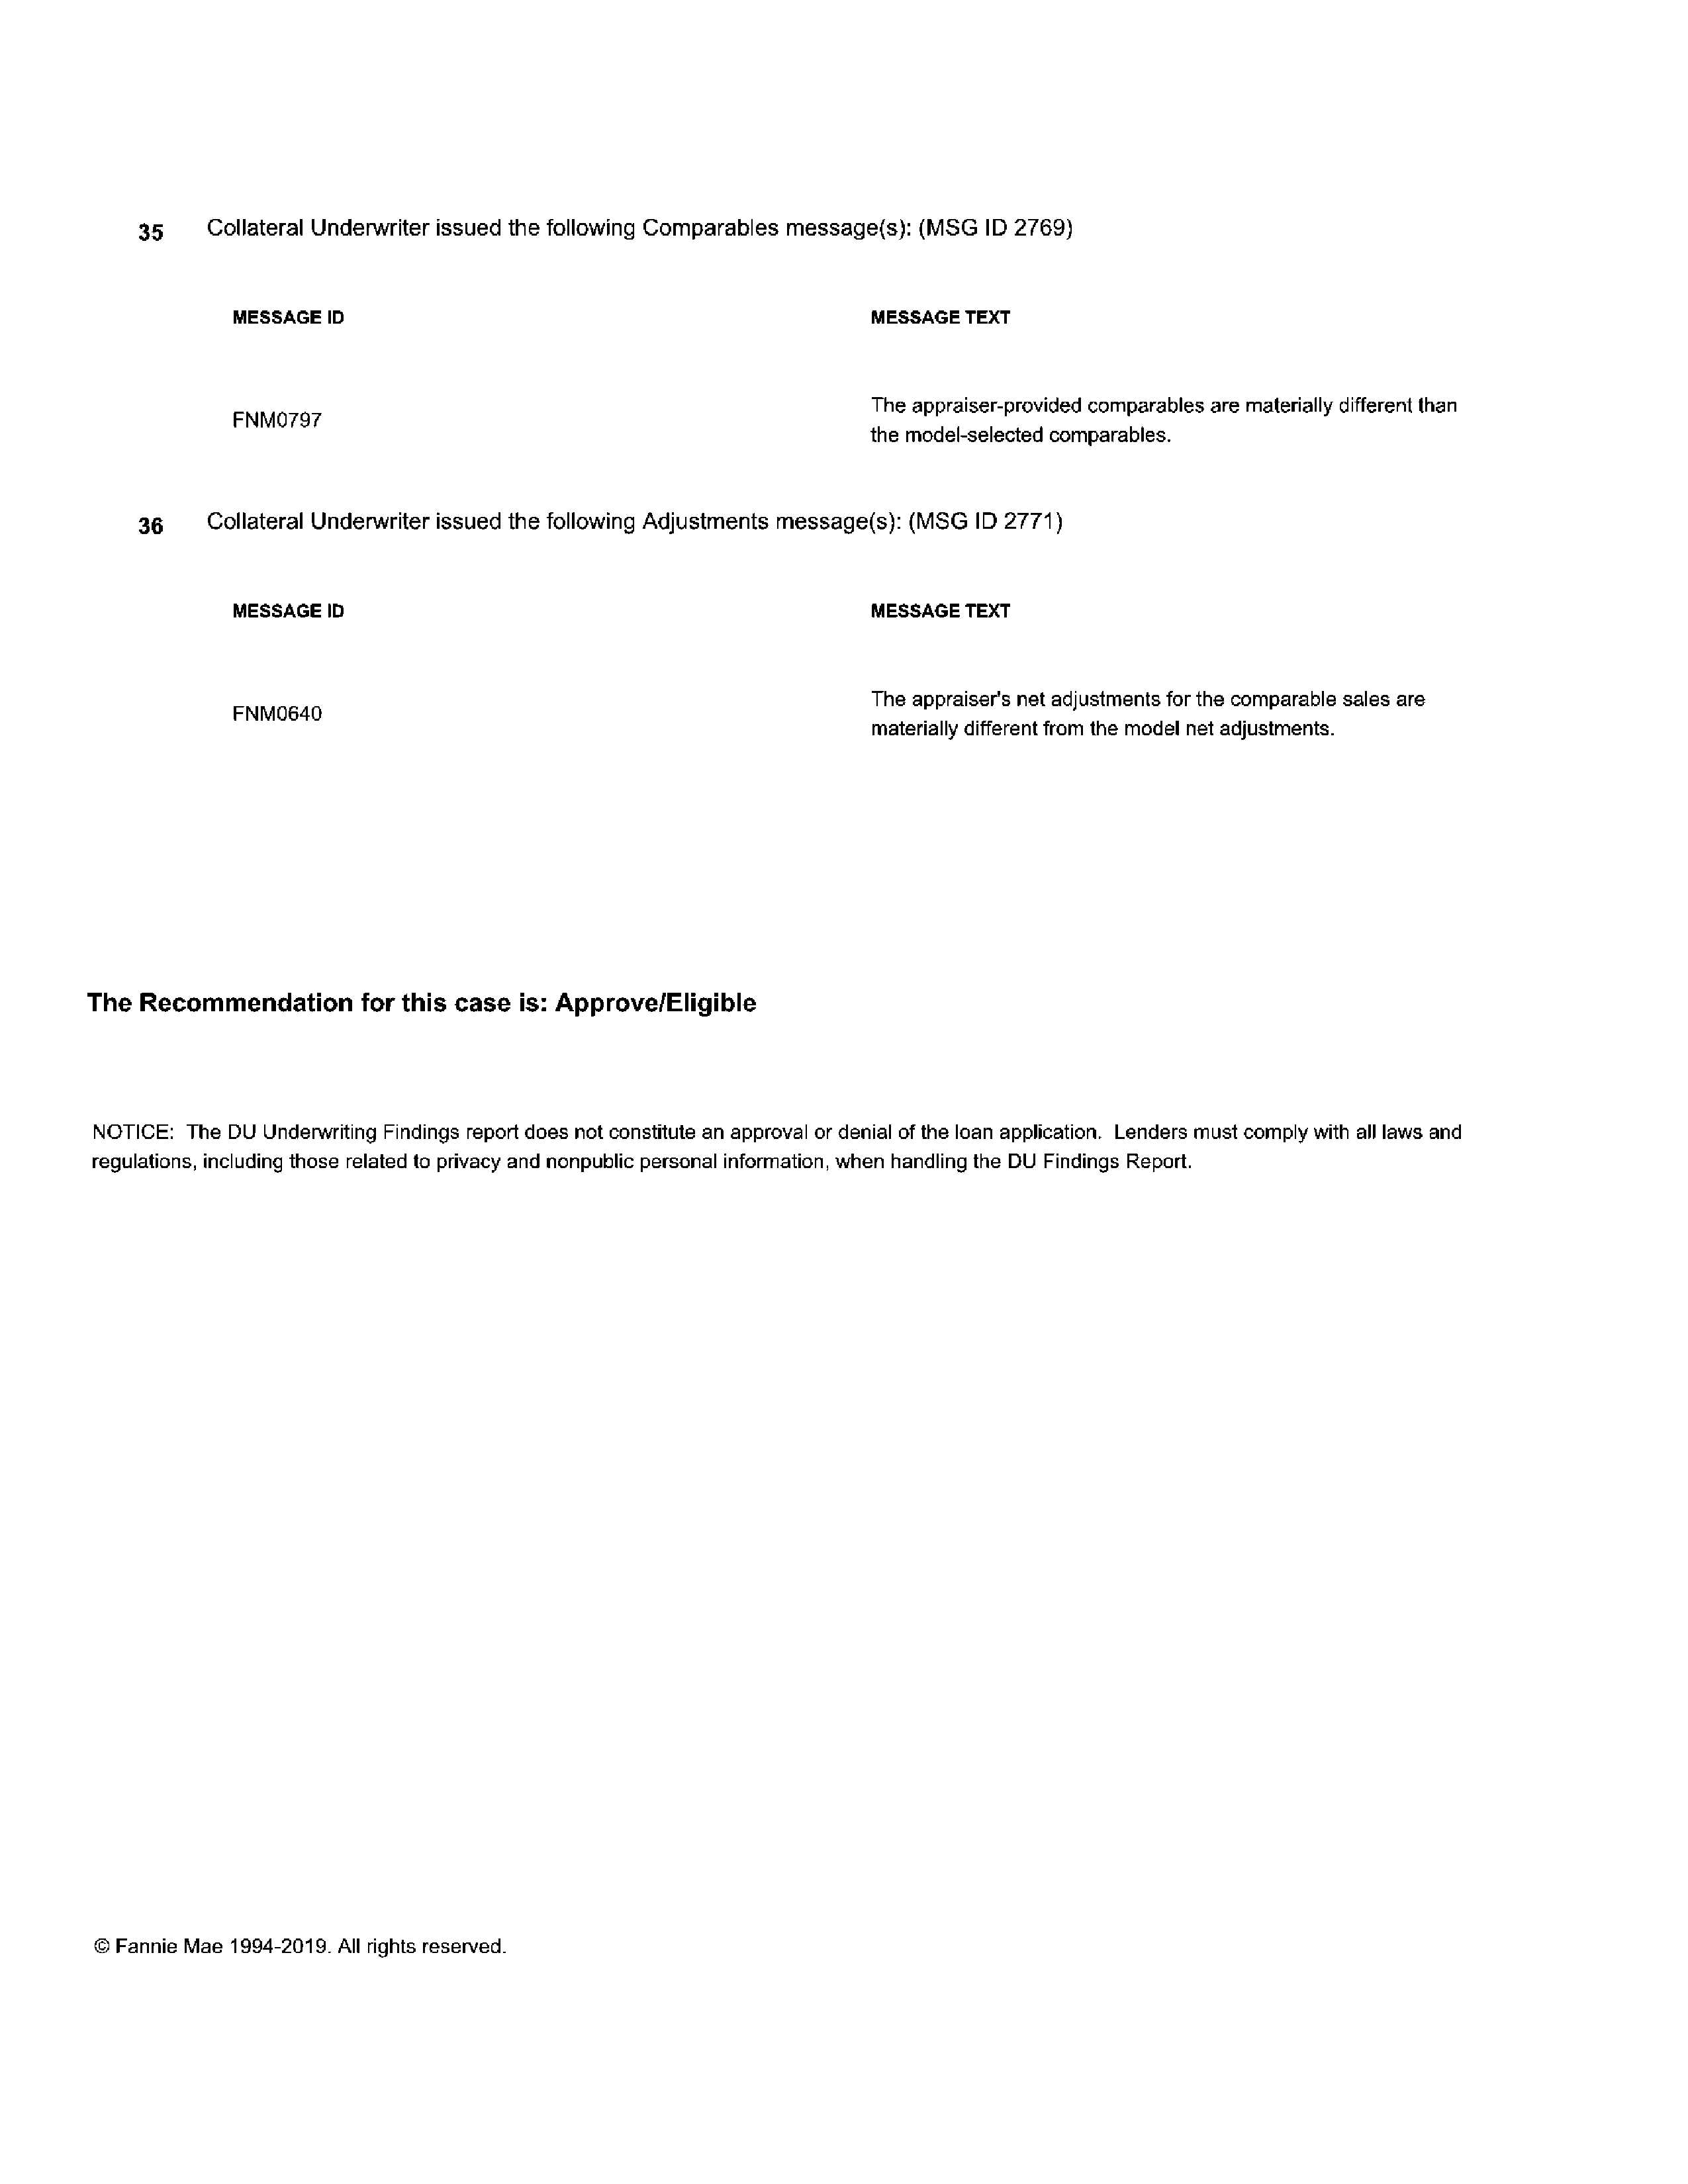 35 Collateral Underwriter issued the following Comparables message(s): (MSG ID 2769)
MESSAGE ID MESSAGE TEXT
FNM0797
The appraiser-provided comparables are materially different than
the model-selected comparables.
36 Collateral Underwriter issued the following Adjustments message(s): (MSG ID 2771)
MESSAGE ID MESSAGE TEXT
FNM0640
The appraiser's net adjustments for the comparable sales are
materially different from the model net adjustments.
The Recommendation for this case is: Approve/Eligible
NOTICE: The DU Underwriting Findings report does not constitute an approval or denial of the loan application. Lenders must comply with all laws and
regulations, including those related to privacy and nonpublic personal information, when handling the DU Findings Report.
© Fannie Mae 1994-2019. All rights reserved.